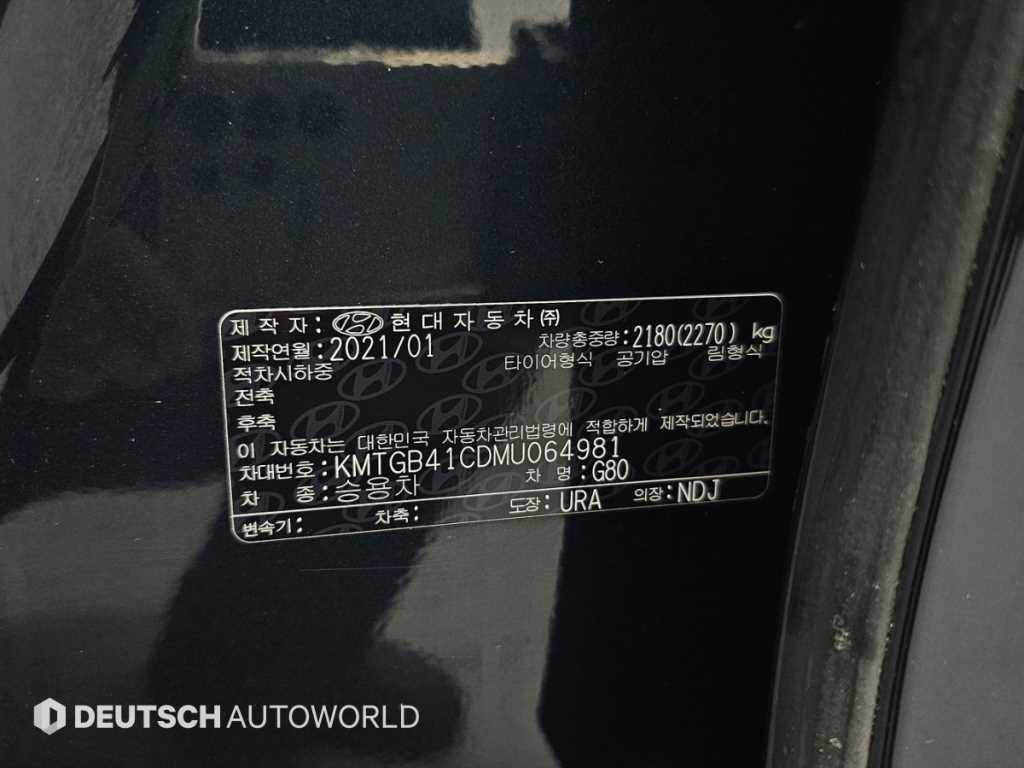 제 작 자: 현대자동차㈜
제작연월: 2021/01 차량총중량: 2180(2270) kg
적차시하중 타이어형식 공기압 림형식
전축
후축
이 자동차는 대한민국 자동차관리법령에 적합하게 제작되었습니다.
차대번호: KMTGB41CDMU064981
차 종: 승용차 차 명: G80
변속기: 차축: 도장: URA 의장: NDJ
DEUTSCH AUTOWORLD